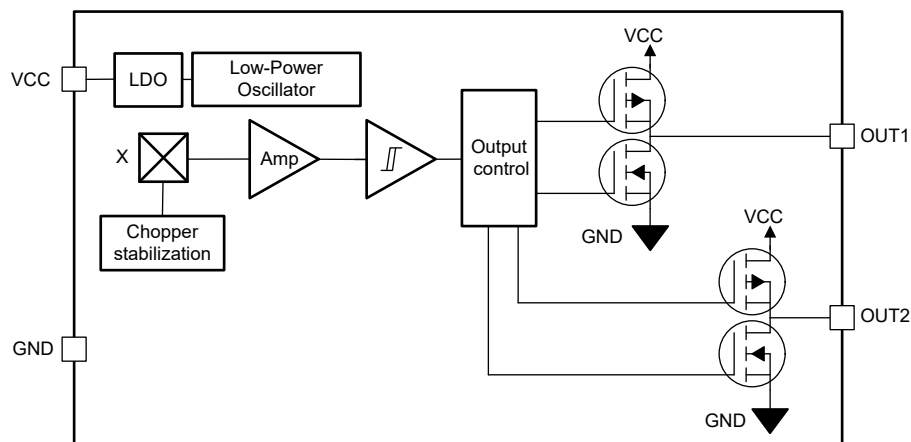 VCC
LDO
Low-Power
Oscillator
X
Amp
Output
control
VCC
OUT1
Chopper
stabilization
GND
VCC
GND
OUT2
GND